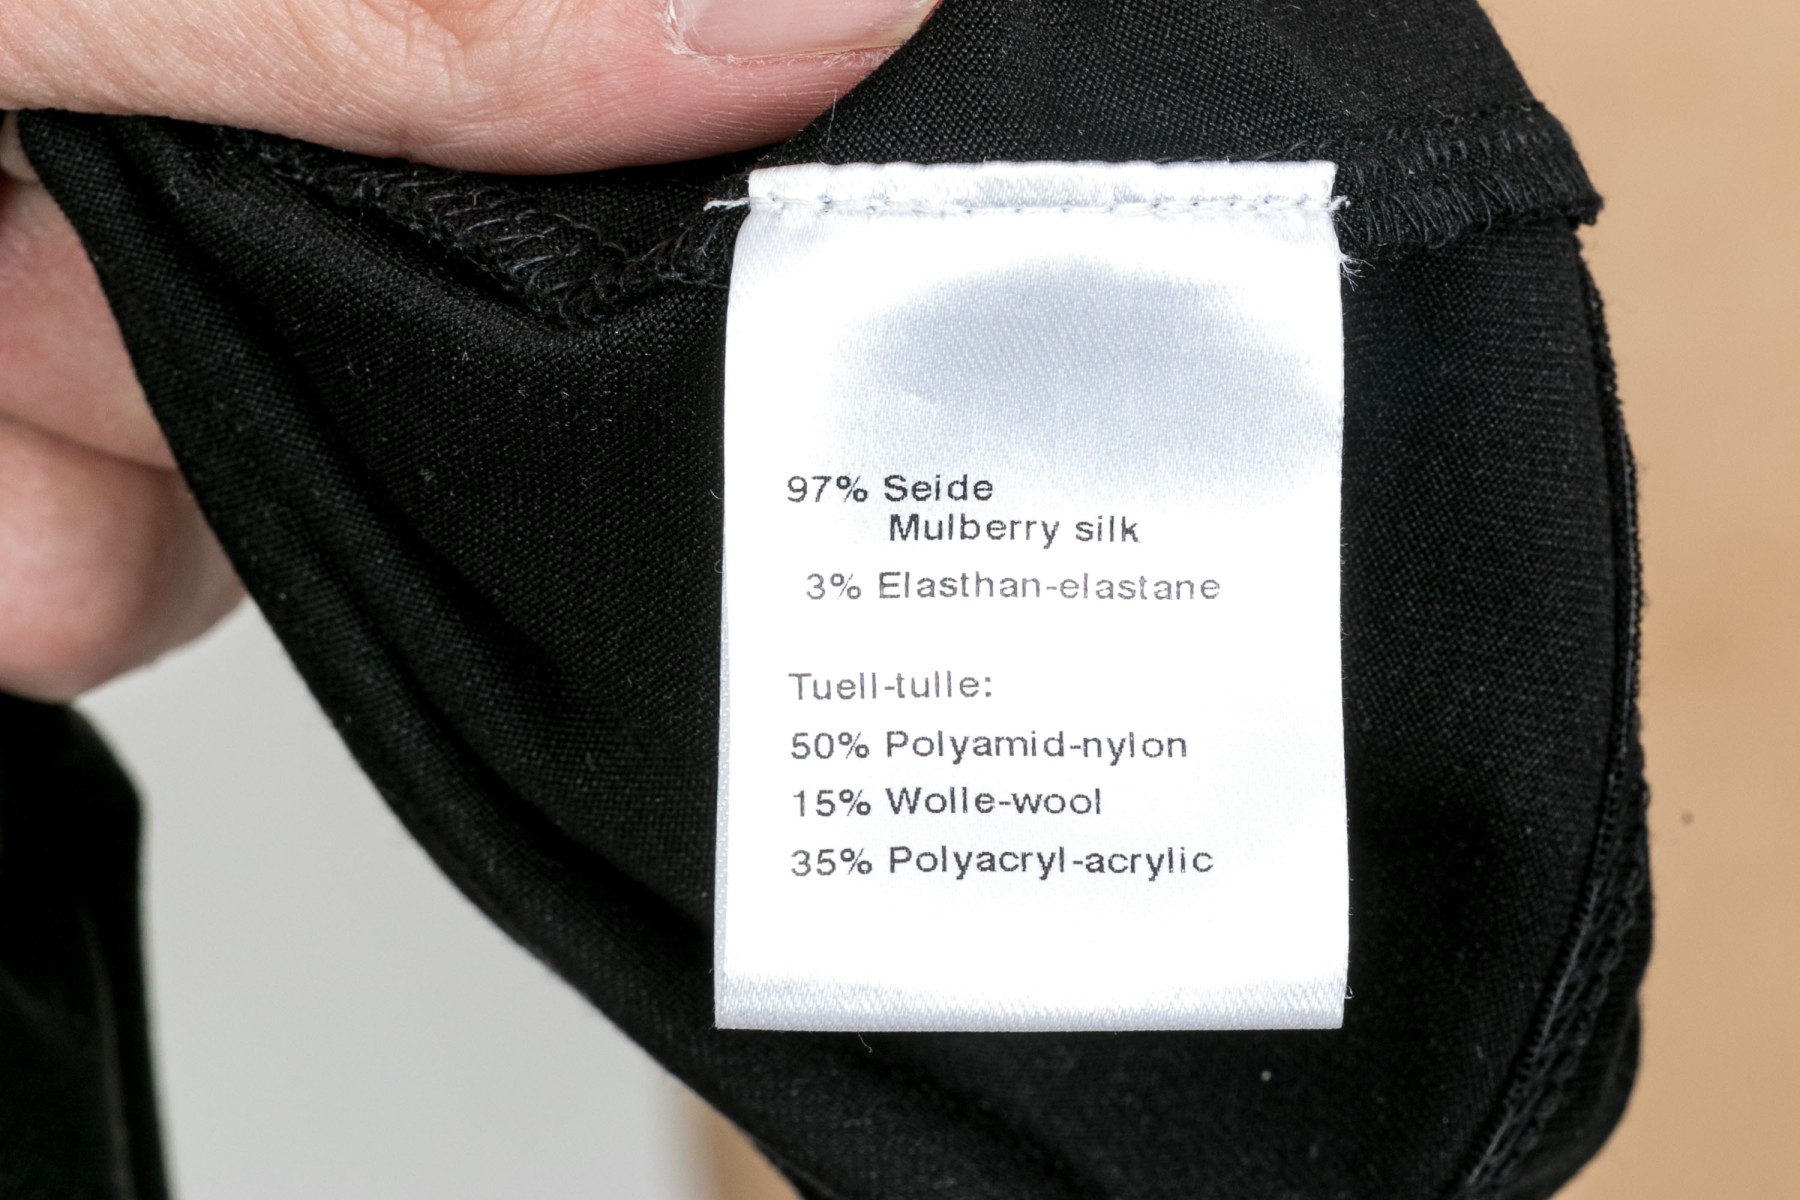 97% Seide
Mulberry silk
3% Elasthan-elastane
Tuell-tulle:
50% Polyamid-nylon
15% Wolle-wool
35% Polyacryl-acrylic